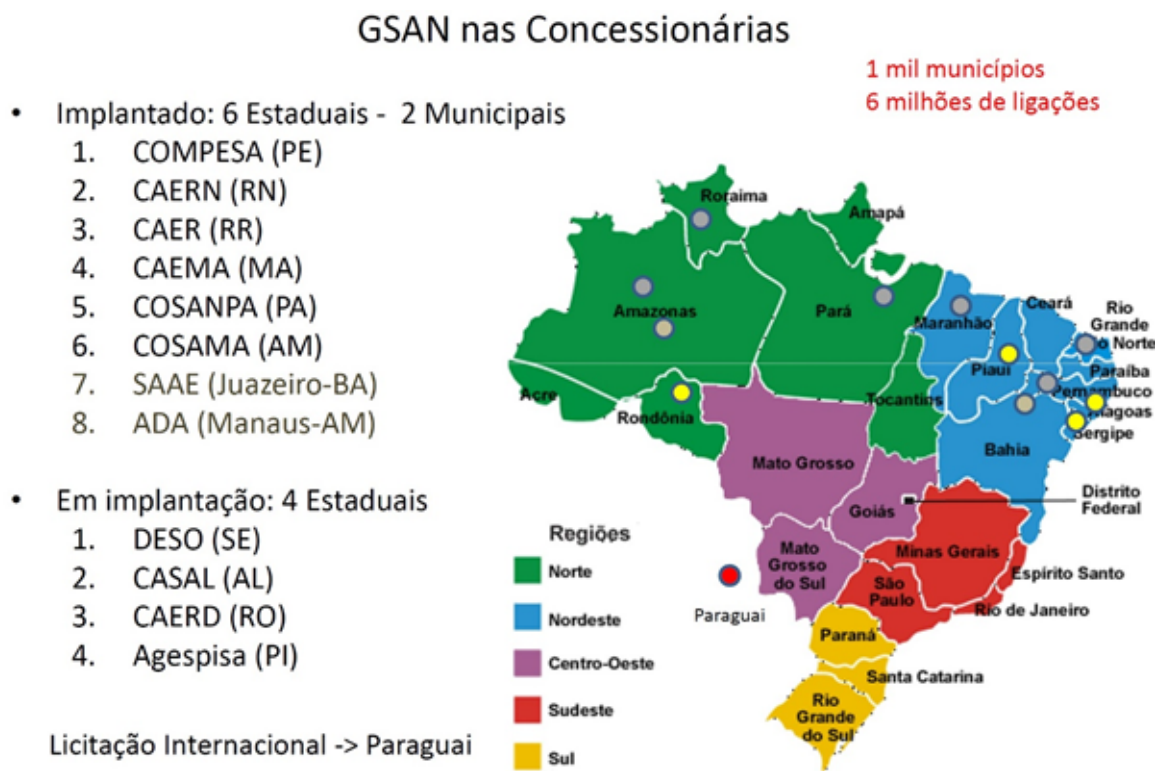 GSAN nas Concessionárias
1 mil municípios
6 milhões de ligações
• Implantado: 6 Estaduais - 2 Municipais
1. COMPESA (PE)
2. CAERN (RN)
3. CAER (RR)
4. CAEMA (MA)
5. COSANPA (PA)
6. COSAMA (AM)
7. SAAE (Juazeiro-BA)
8. ADA (Manaus-AM)
• Em implantação: 4 Estaduais
1. DESO (SE)
2. CASAL (AL)
3. CAERD (RO)
4. Agespisa (PI)
Licitação Internacional -> Paraguai
Roraima
Amapá
Amazonas
Pará
Maranhão
Ceará
Rio
Grande
o Norte
Piauí
Paraíba
Pernambuco
lagoas
Sergipe
Acre
Rondônia
Tocantins
Bahia
Mato Grosso
Goiás
Distrito
Federal
Mato
Grosso
do Sul
Minas Gerais
Espírito Santo
São
Paulo
Rio de Janeiro
Paraguai
Paraná
Santa Catarina
Rio
Grande
do Sul
Regiões
Norte
Nordeste
Centro-Oeste
Sudeste
Sul